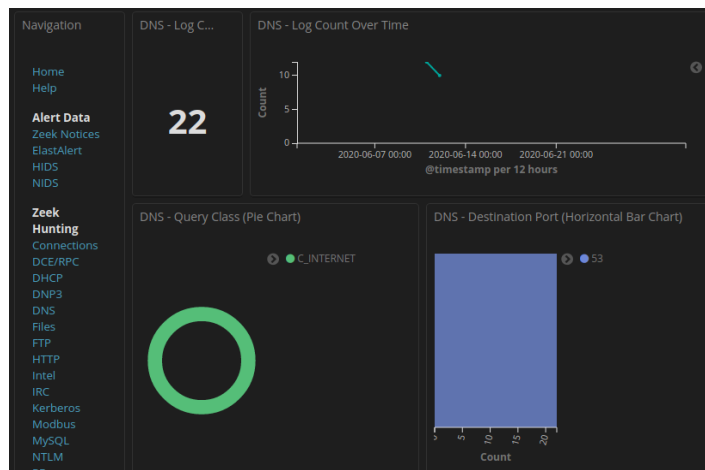 Navigation
Home
Help
Alert Data
Zeek Notices
ElastAlert
HIDS
NIDS
Zeek
Hunting
Connections
DCE/RPC
DHCP
DNP3
DNS
Files
FTP
HTTP
Intel
IRC
Kerberos
Modbus
MySQL
NTLM
DNS - Log C...
22
DNS - Log Count Over Time
10
5
0
Count
2020-06-07 00:00 2020-06-14 00:00 2020-06-21 00:00
@timestamp per 12 hours
DNS - Query Class (Pie Chart)
C_INTERNET
DNS - Destination Port (Horizontal Bar Chart)
53
5 10 15 20
Count